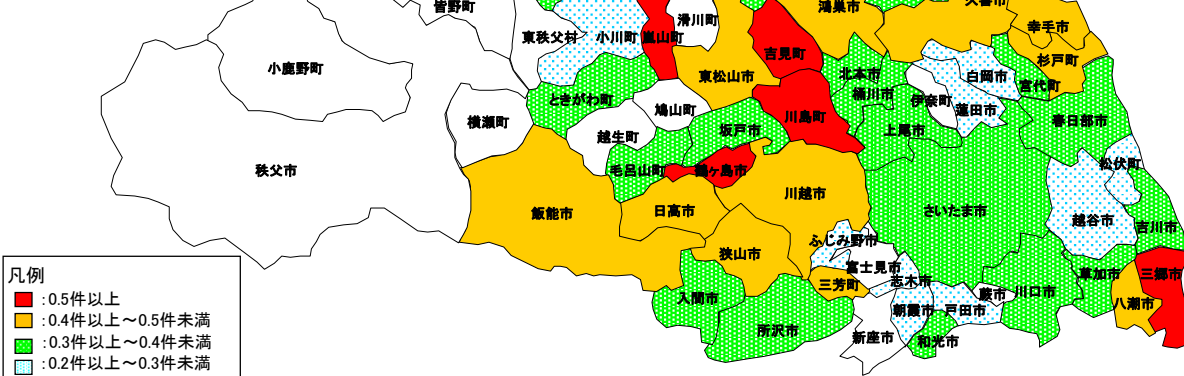 皆野町
滑川町
鴻巣市
久喜市
東秩父村
小川町
嵐山町
吉見町
幸手市
小鹿野町
東松山市
北本市
白岡市
杉戸町
宮代町
ときがわ町
鳩山町
川島町
桶川市
伊奈町
蓮田市
横瀬町
越生町
坂戸市
上尾市
春日部市
秩父市
毛呂山町
鶴ヶ島市
松伏町
飯能市
日高市
川越市
さいたま市
越谷市
吉川市
ふじみ野市
狭山市
富士見市
志木市
草加市
三郷市
入間市
三芳町
蕨市
川口市
八潮市
朝霞市
戸田市
所沢市
新座市
和光市
凡例
:0.5件以上
:0.4件以上～0.5件未満
:0.3件以上～0.4件未満
:0.2件以上～0.3件未満